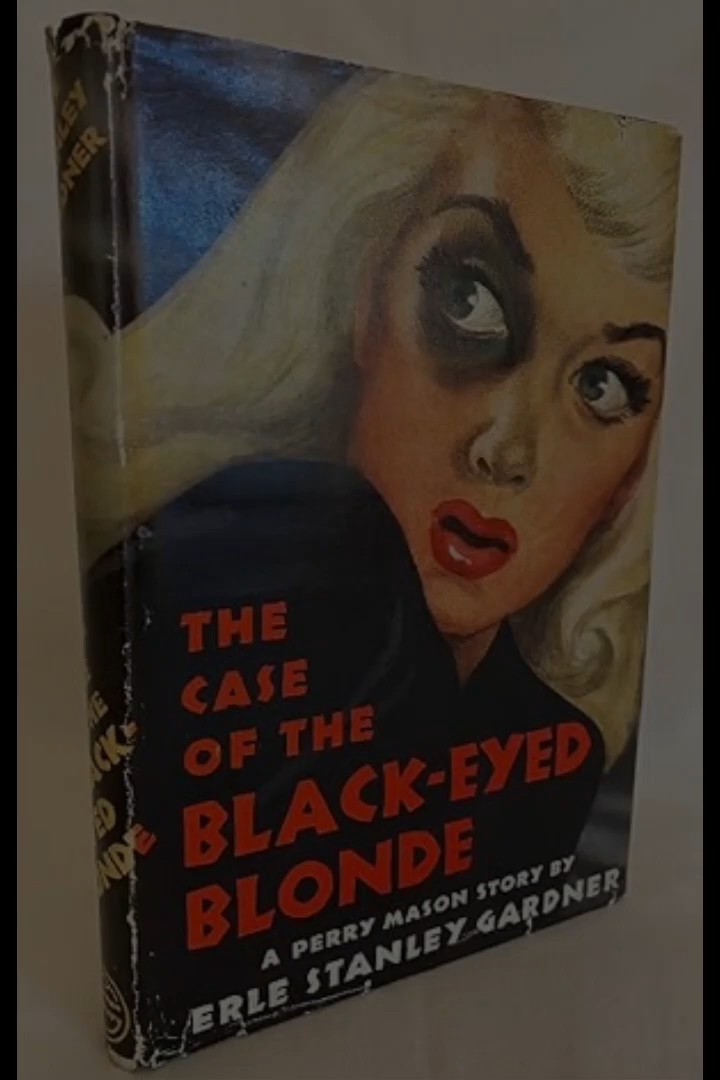 THE
CASE
OF THE
BLACK-EYED
BLONDE
A PERRY MASON STORY BY
ERLE STANLEY GARDNER